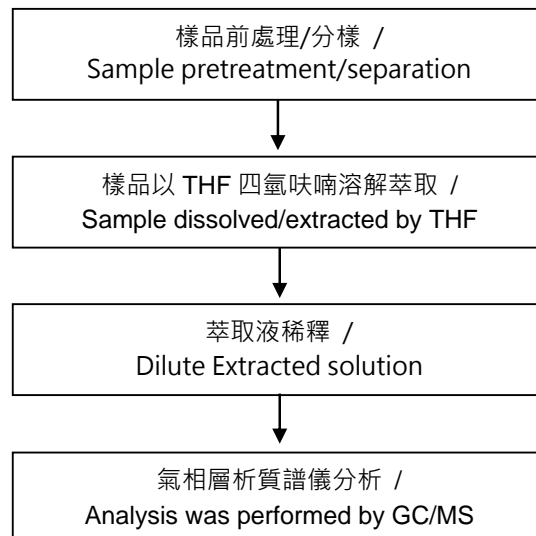 樣品前處理/分樣 /
Sample pretreatment/separation
樣品以 THF 四氫呋喃溶解萃取 /
Sample dissolved/extracted by THF
萃取液稀釋 /
Dilute Extracted solution
氣相層析質譜儀分析 /
Analysis was performed by GC/MS